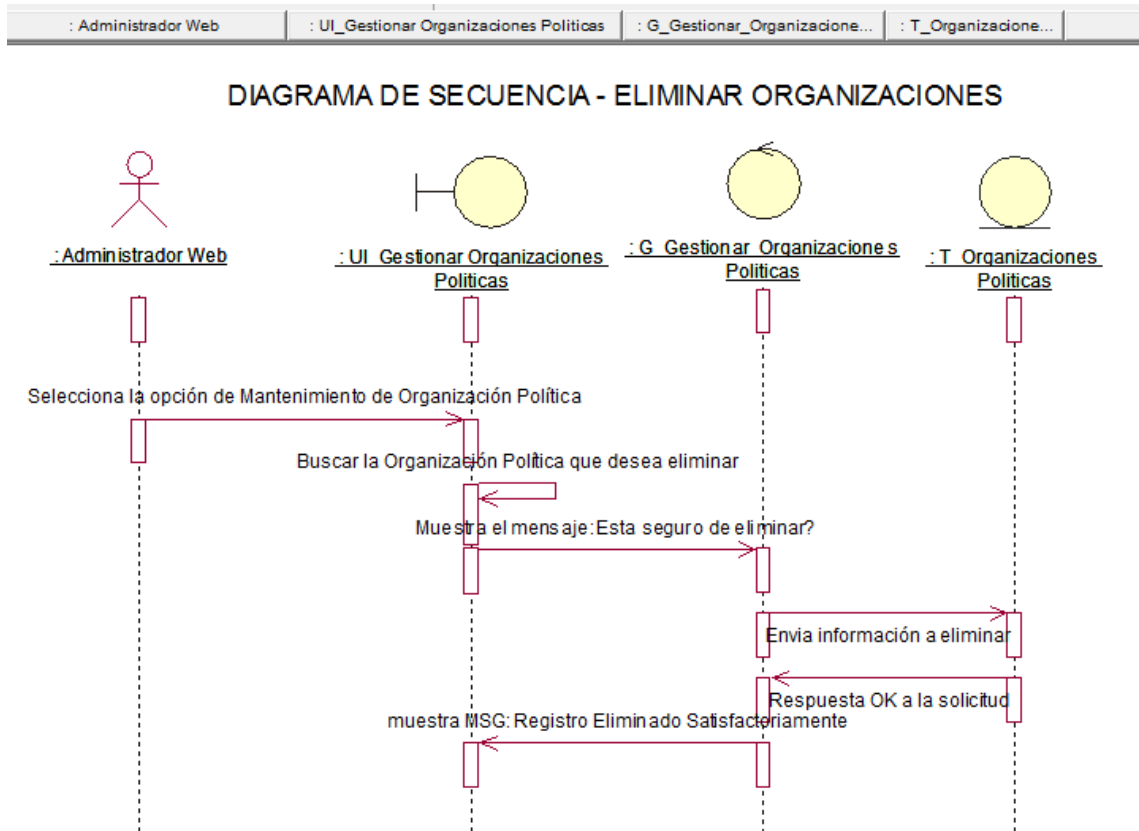 : Administrador Web
: UI_Gestionar Organizaciones Politicas
: G_Gestionar_Organizacione...
: T_Organizacione...
DIAGRAMA DE SECUENCIA - ELIMINAR ORGANIZACIONES
: Administrador Web
: UI_Gestionar Organizaciones
Politicas
: G_Gestionar_Organizaciones
Politicas
: T_Organizaciones
Politicas
Selecciona la opción de Mantenimiento de Organización Política
Buscar la Organización Política que desea eliminar
Muestra el mensaje: Esta seguro de eliminar?
Envia información a eliminar
Respuesta OK a la solicitud
muestra MSG: Registro Eliminado Satisfactoriamente